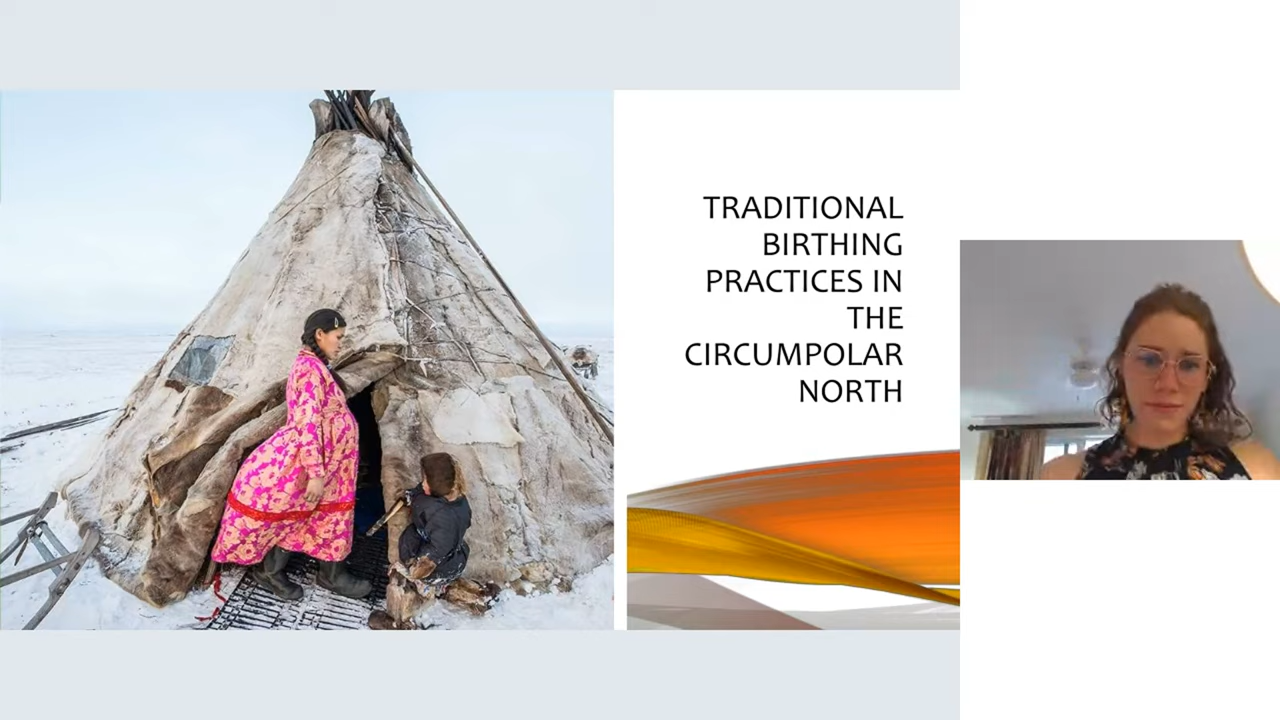 TRADITIONAL
BIRTHING
PRACTICES IN
THE
CIRCUMPOLAR
NORTH